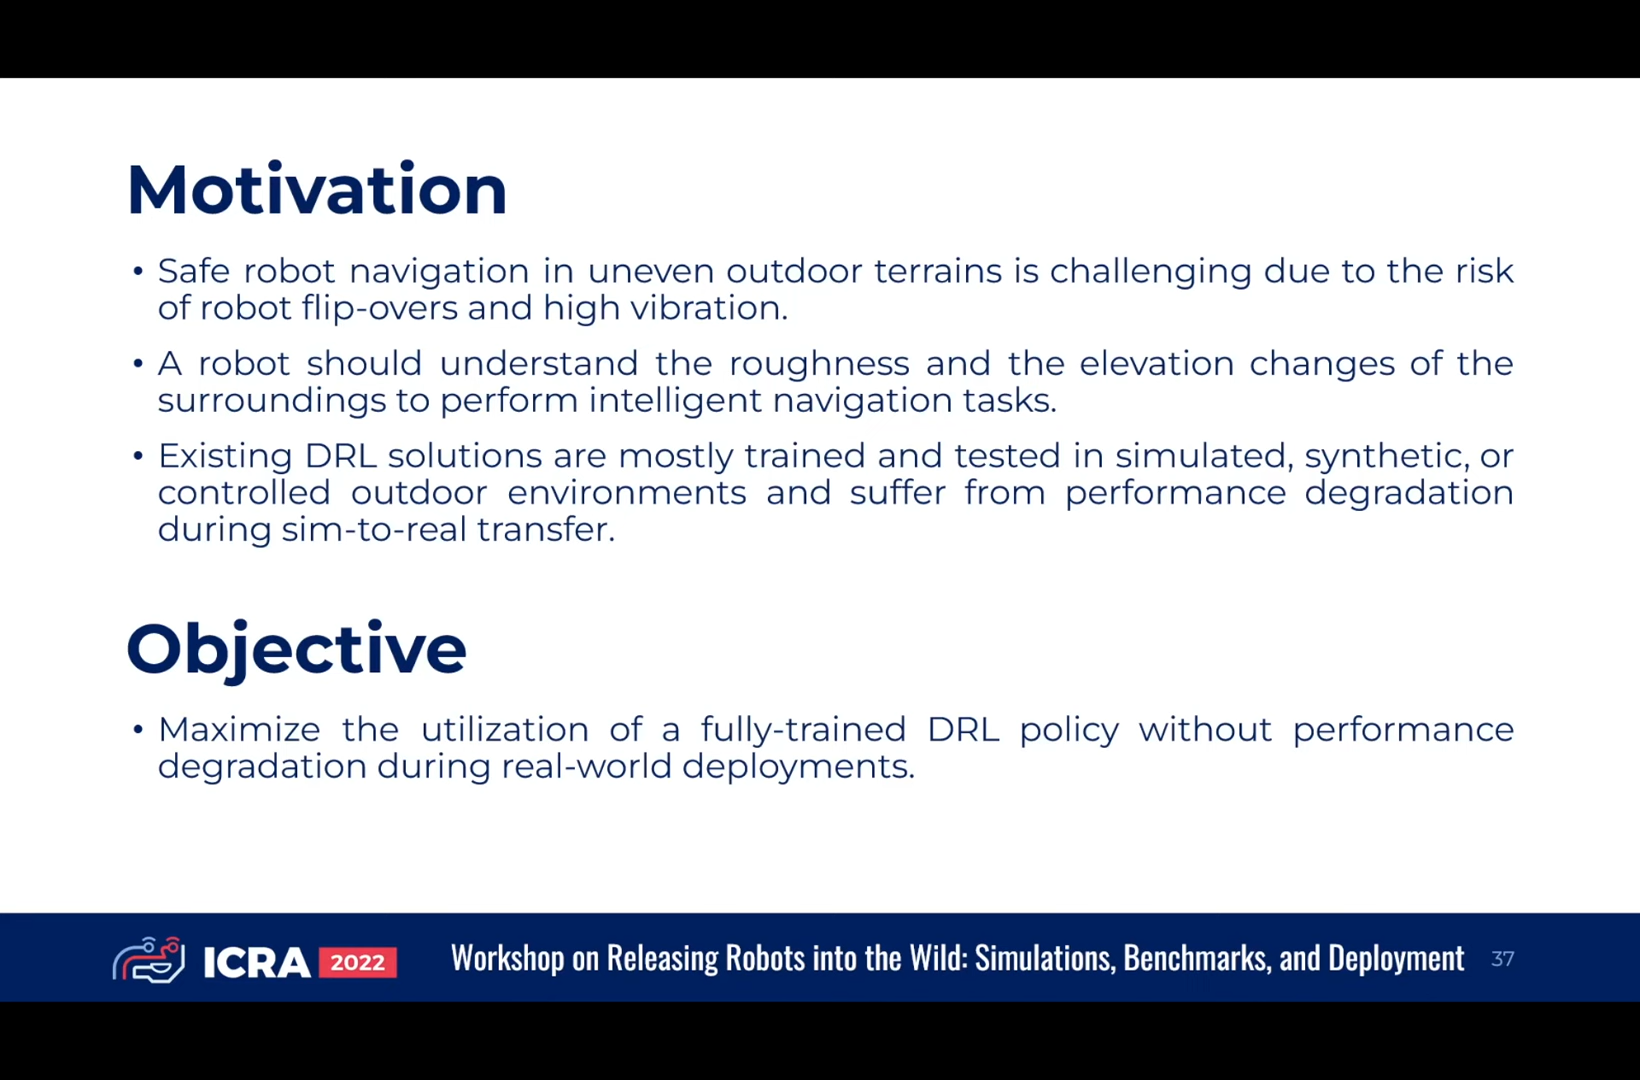 Motivation
• Safe robot navigation in uneven outdoor terrains is challenging due to the risk
of robot flip-overs and high vibration.
• A robot should understand the roughness and the elevation changes of the
surroundings to perform intelligent navigation tasks.
• Existing DRL solutions are mostly trained and tested in simulated, synthetic, or
controlled outdoor environments and suffer from performance degradation
during sim-to-real transfer.
Objective
• Maximize the utilization of a fully-trained DRL policy without performance
degradation during real-world deployments.
ICRA 2022 Workshop on Releasing Robots into the Wild: Simulations, Benchmarks, and Deployment 37